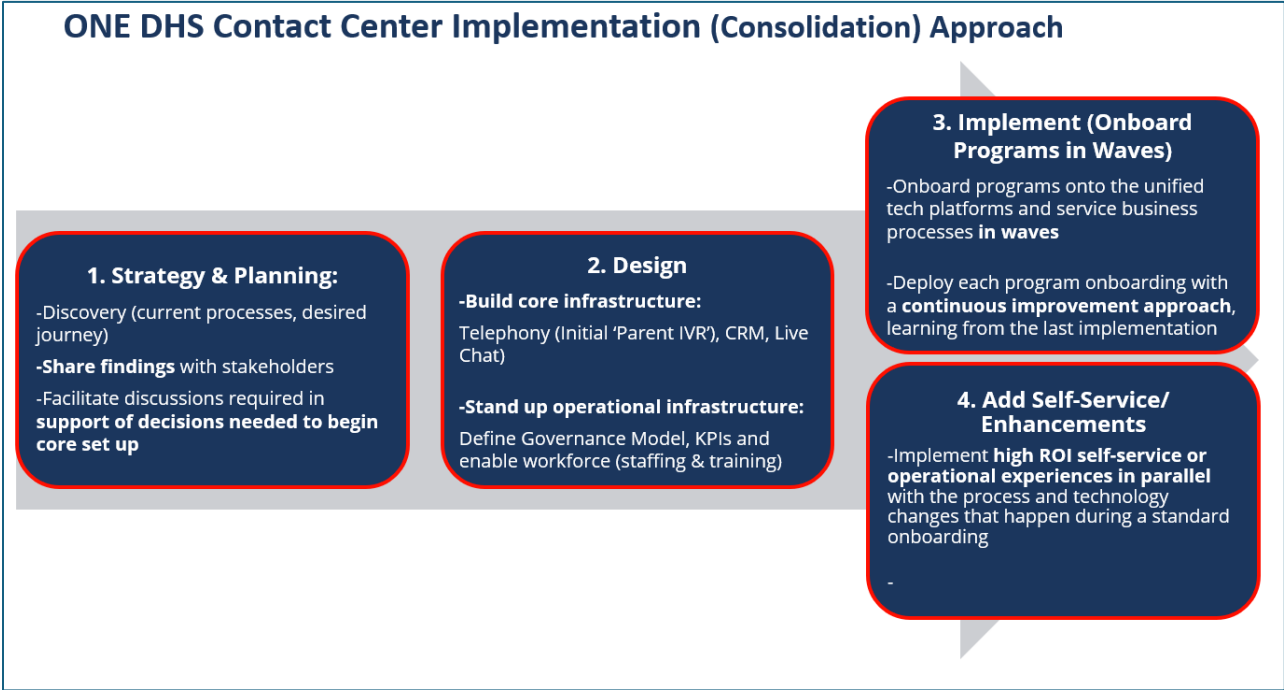 ONE DHS Contact Center Implementation (Consolidation) Approach
1. Strategy & Planning:
-Discovery (current processes, desired
journey)
-Share findings with stakeholders
-Facilitate discussions required in
support of decisions needed to begin
core set up
2. Design
-Build core infrastructure:
Telephony (Initial ‘Parent IVR’), CRM, Live
Chat)
-Stand up operational infrastructure:
Define Governance Model, KPIs and
enable workforce (staffing & training)
3. Implement (Onboard
Programs in Waves)
-Onboard programs onto the unified
tech platforms and service business
processes in waves
-Deploy each program onboarding with
a continuous improvement approach,
learning from the last implementation
4. Add Self-Service/
Enhancements
-Implement high ROI self-service or
operational experiences in parallel
with the process and technology
changes that happen during a standard
onboarding
-